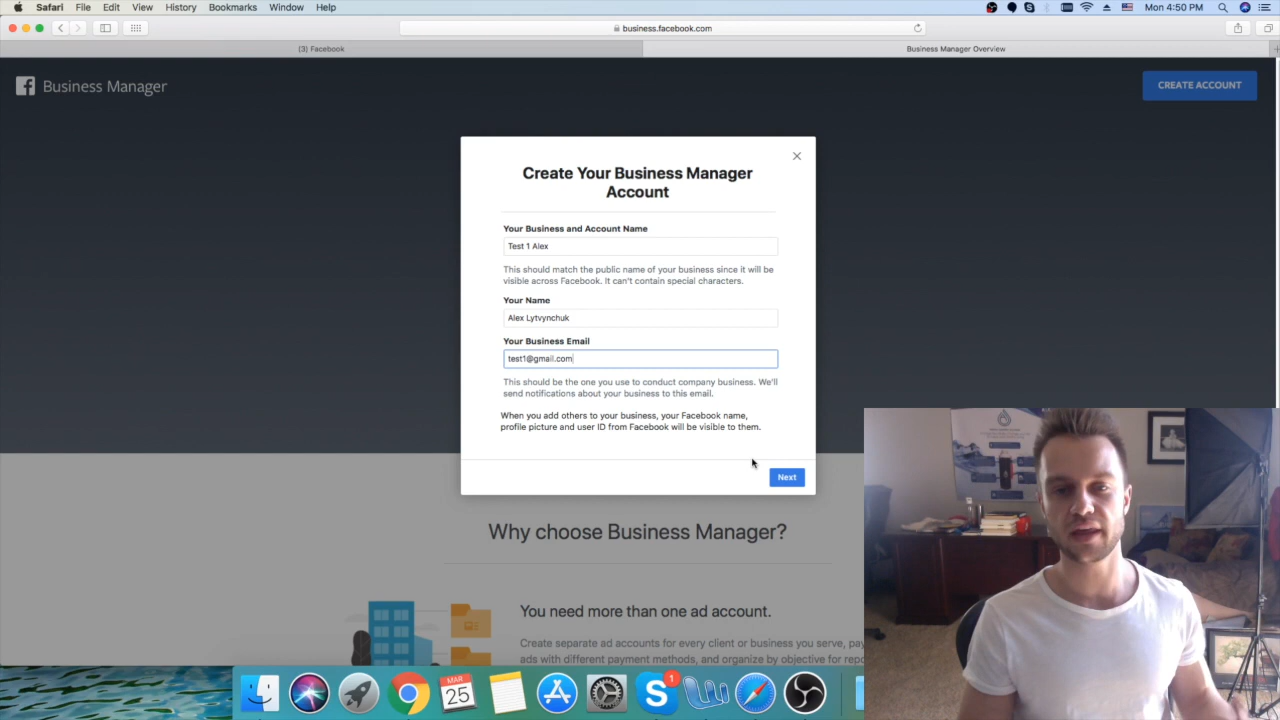 Safari File Edit View History Bookmarks Window Help Mon 4:50 PM
business.facebook.com
(3) Facebook Business Manager Overview
Business Manager CREATE ACCOUNT
Create Your Business Manager
Account
Your Business and Account Name
Test 1 Alex
This should match the public name of your business since it will be
visible across Facebook. It can't contain special characters.
Your Name
Alex Lytvynchuk
Your Business Email
test1@gmail.com
This should be the one you use to conduct company business. We'll
send notifications about your business to this email.
When you add others to your business, your Facebook name,
profile picture and user ID from Facebook will be visible to them.
Next
Why choose Business Manager?
You need more than one ad account.
Create separate ad accounts for every client or business you serve, pay
ads with different payment methods, and organize by objective for repo
MAR
25
1